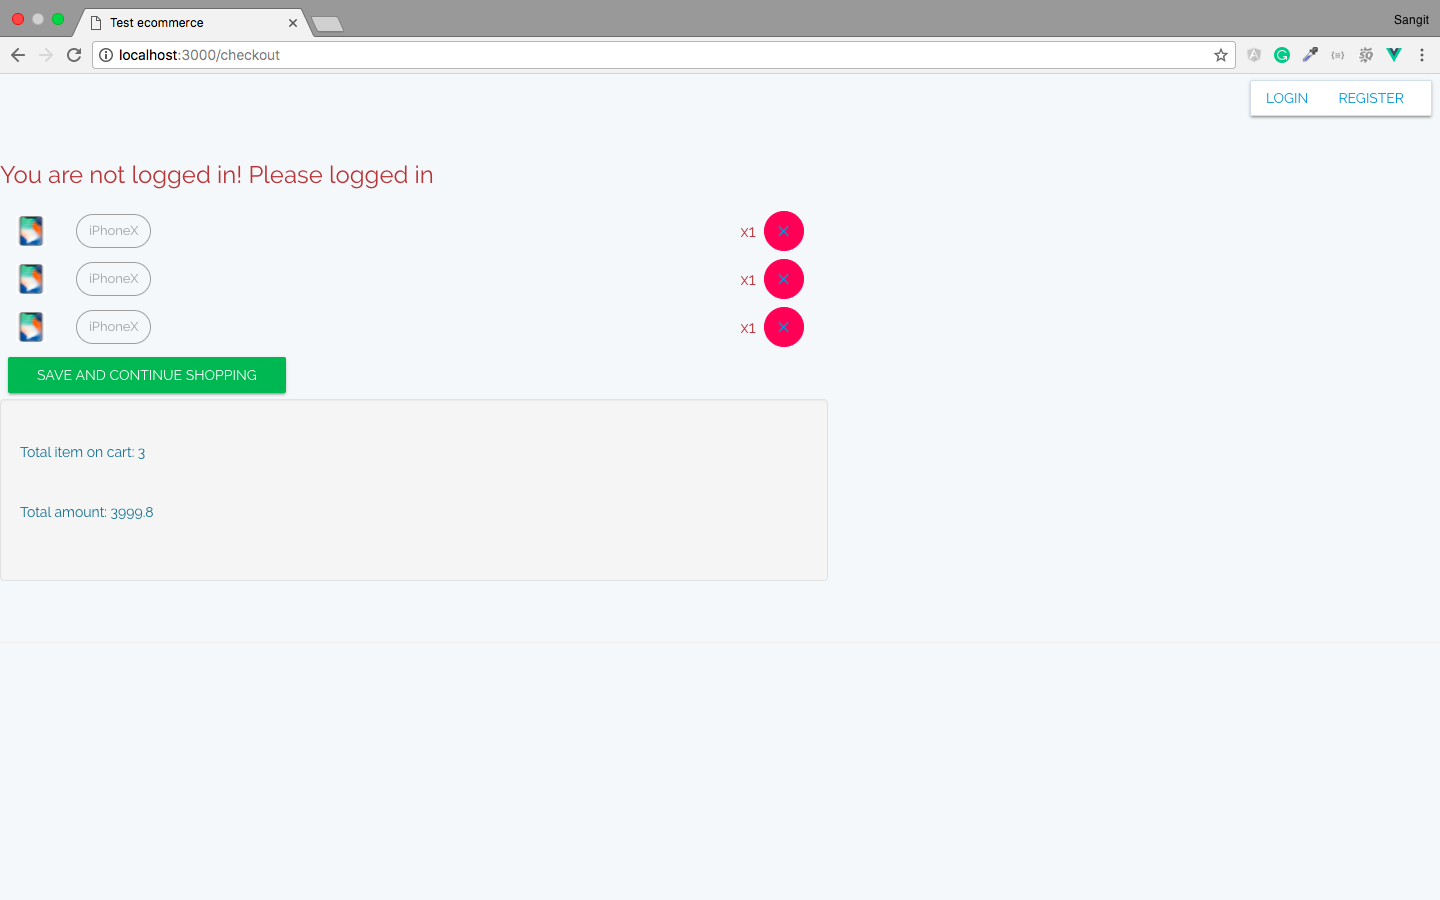 Test ecommerce
Sangit
localhost:3000/checkout
LOGIN REGISTER
You are not logged in! Please logged in
iPhoneX x1
iPhoneX x1
iPhoneX x1
SAVE AND CONTINUE SHOPPING
Total item on cart: 3
Total amount: 3999.8